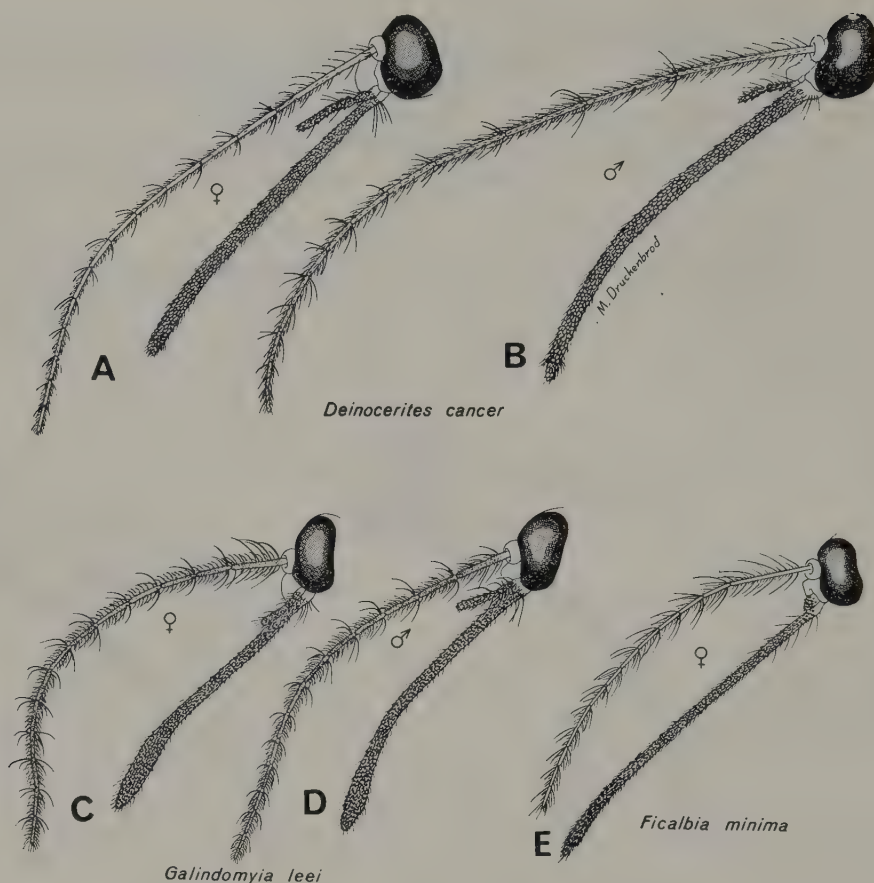 ♀
♂
A
M. Druckenbrod
B
Deinocerites cancer
♀
♂
♀
C
D
E
Ficalbia minima
Galindomyia leei